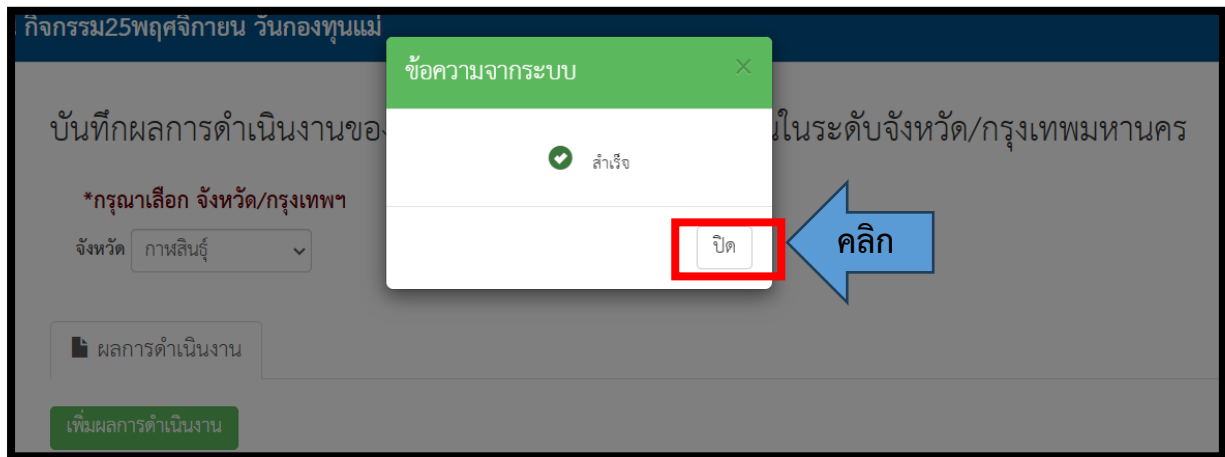 . กิจกรรม25พฤศจิกายน วันกองทุนแม่
ข้อความจากระบบ ×
บันทึกผลการดำเนินงานของ
นในระดับจังหวัด/กรุงเทพมหานคร
สำเร็จ
*กรุณาเลือก จังหวัด/กรุงเทพฯ
จังหวัด กาฬสินธุ์
ปิด
คลิก
ผลการดำเนินงาน
เพิ่มผลการดำเนินงาน